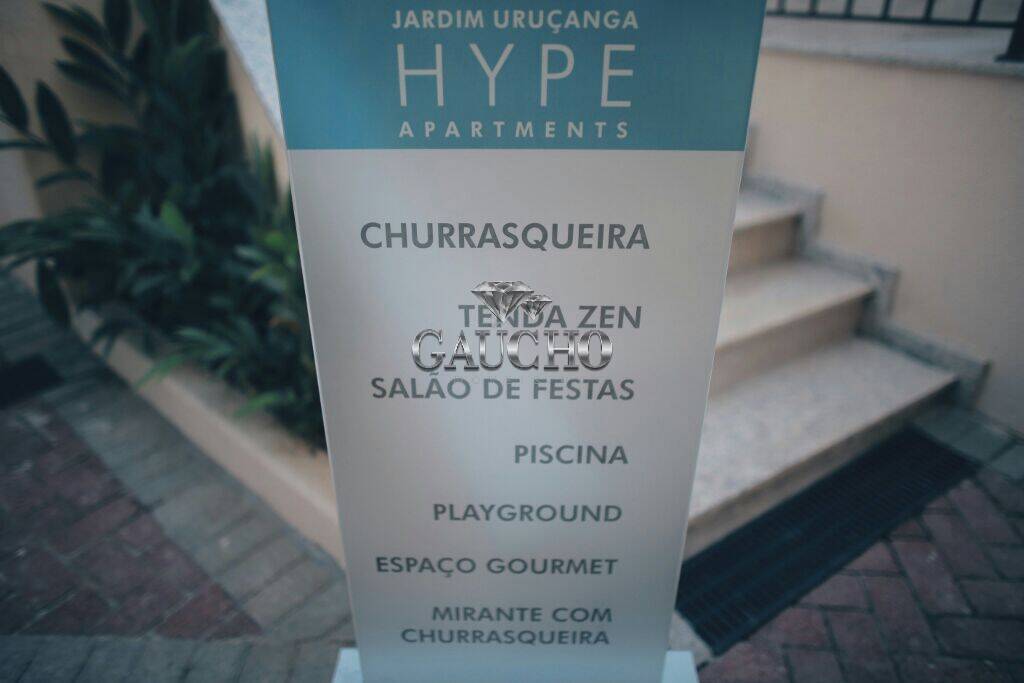 JARDIM URUÇANGA
HYPE
APARTMENTS
CHURRASQUEIRA
TENDA ZEN
GAUCHO
SALÃO DE FESTAS
PISCINA
PLAYGROUND
ESPAÇO GOURMET
MIRANTE COM
CHURRASQUEIRA